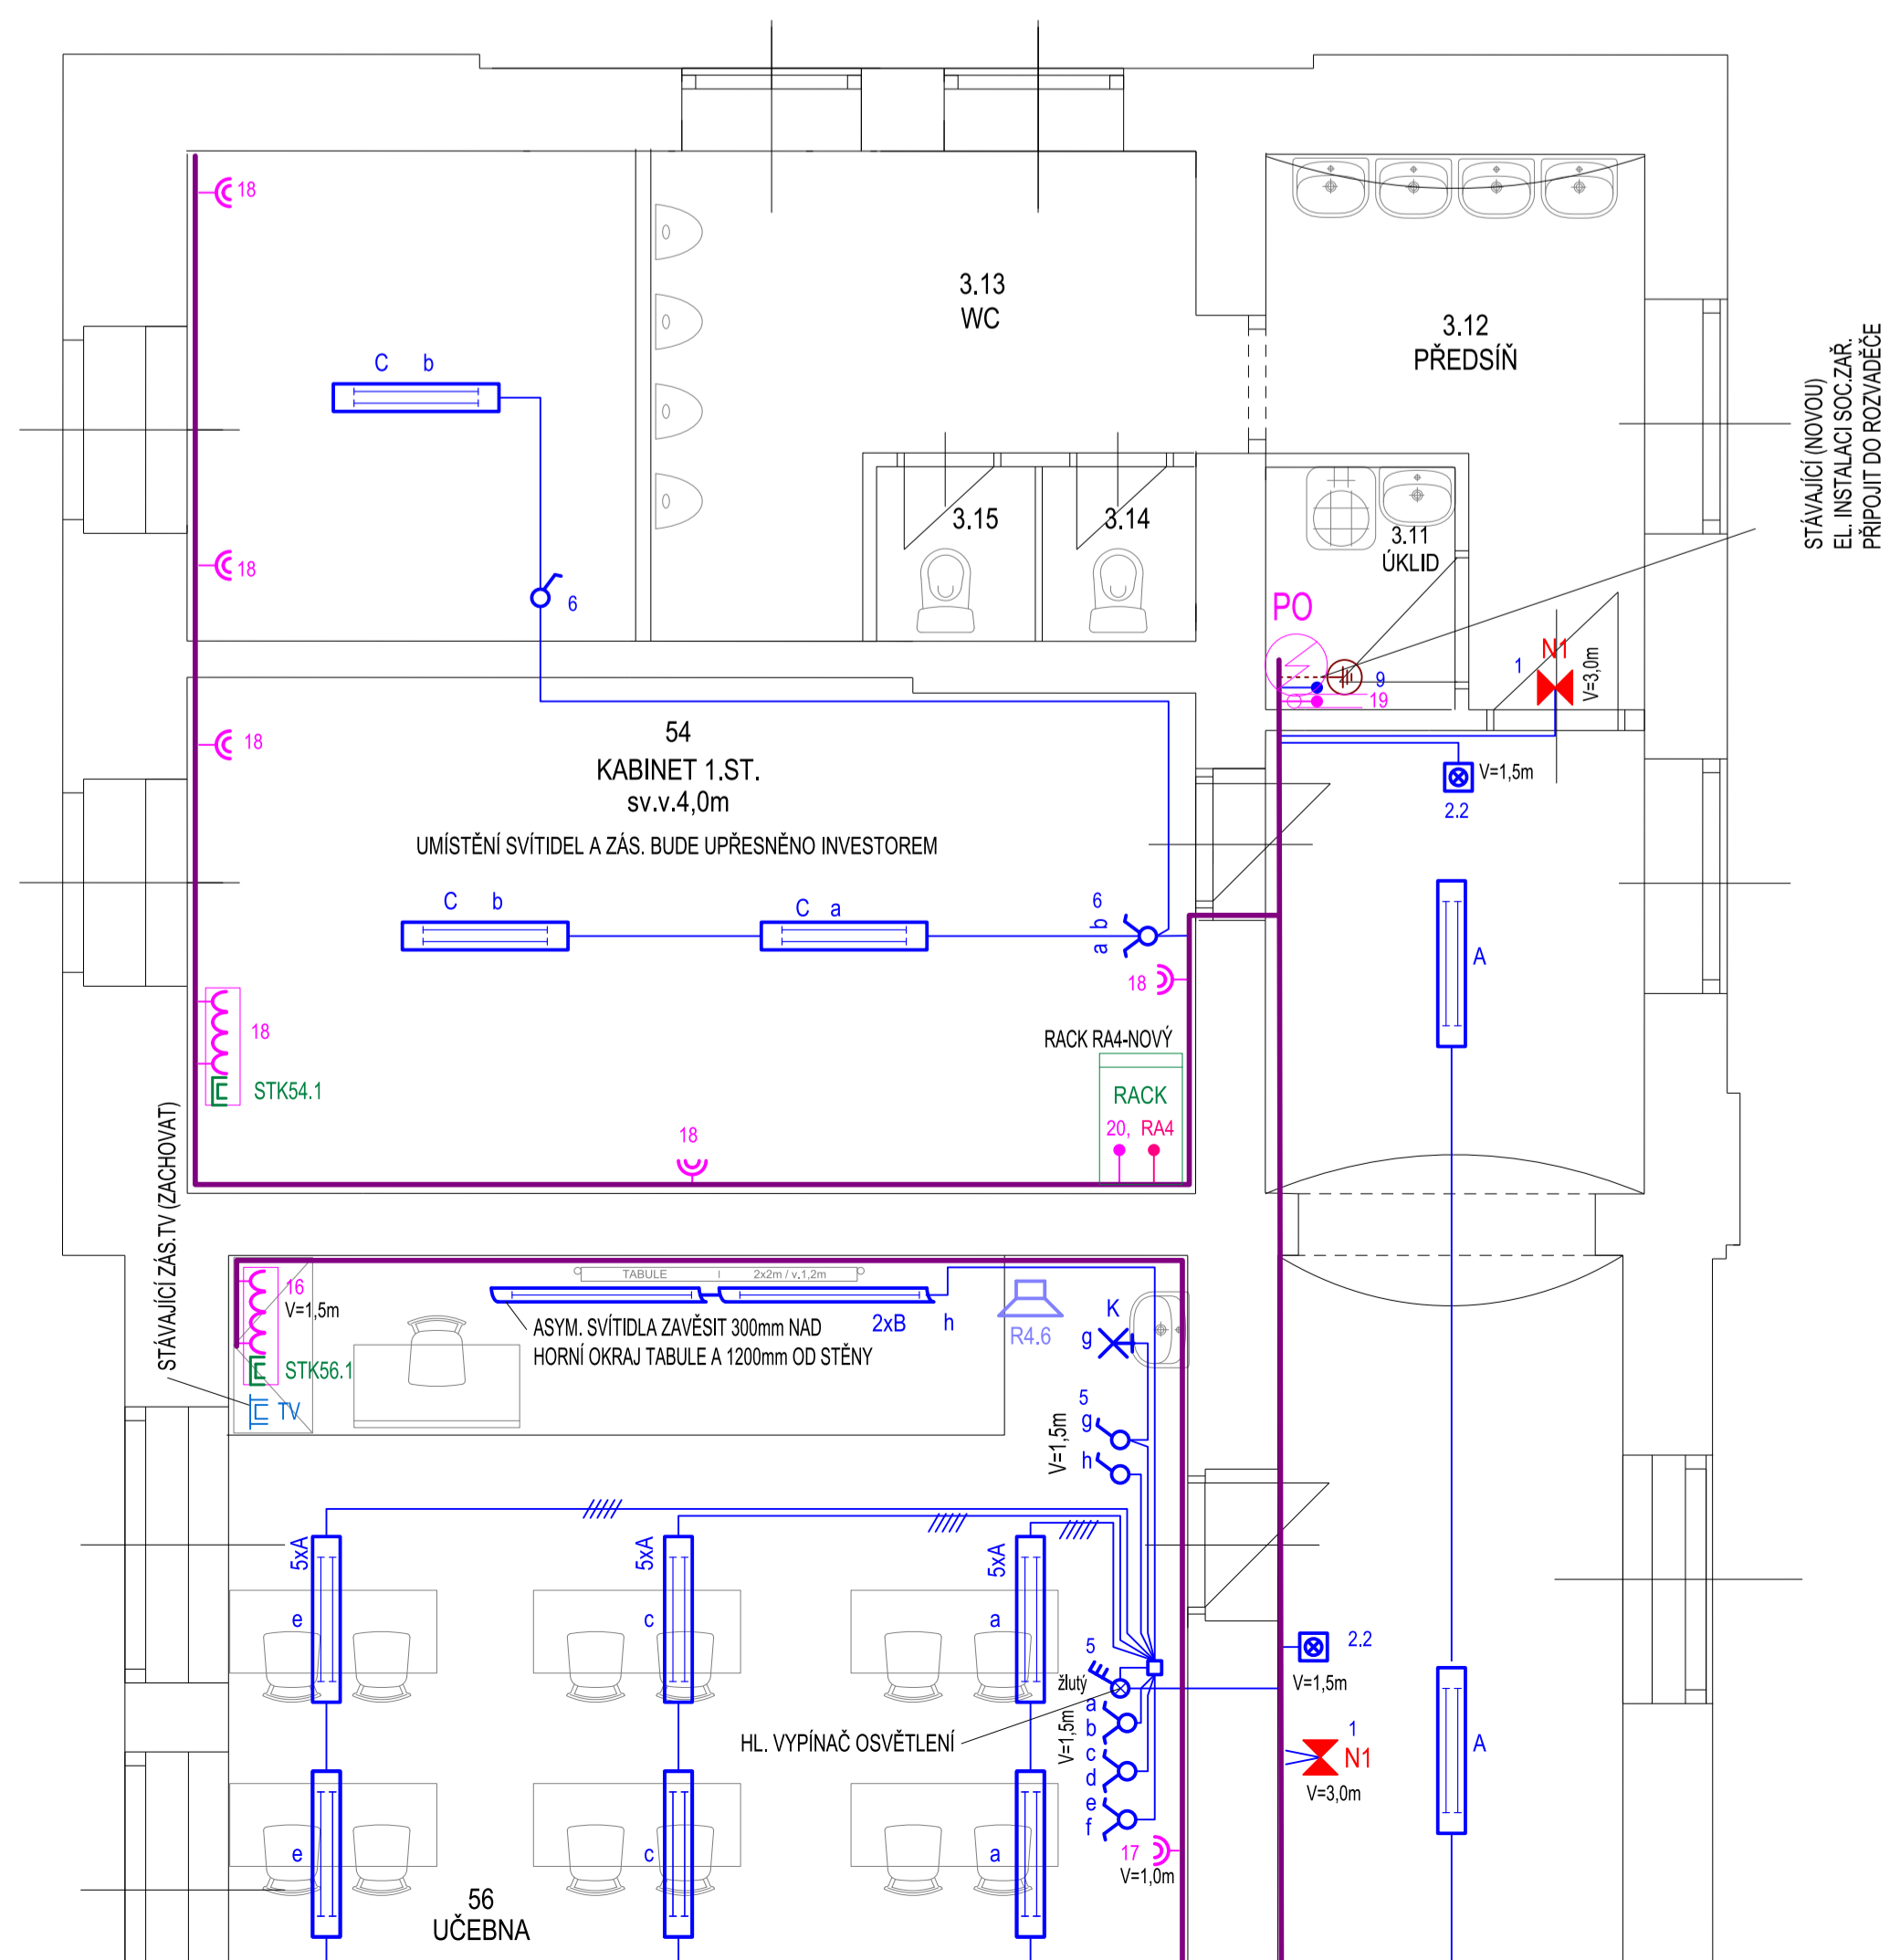 18
3.13
WC
3.12
PŘEDSÍŇ
STÁVAJÍCÍ (NOVOU)
EL. INSTALACI SOC.ZAŘ.
PŘIPOJIT DO ROZVADĚČE
C b
3.15
3.14
3.11
ÚKLID
18
6
PO
N1
1
V=3,0m
9
19
18
54
KABINET 1.ST.
sv.v.4,0m
V=1,5m
2.2
UMÍSTĚNÍ SVÍTIDEL A ZÁS. BUDE UPŘESNĚNO INVESTOREM
C b
C a
6
a b
A
18
18
RACK RA4-NOVÝ
STK54.1
RACK
20, RA4
18
STÁVAJÍCÍ ZÁS.TV (ZACHOVAT)
16
V=1,5m
TABULE I 2x2m / v.1,2m
2xB h
R4.6
K
g
ASYM. SVÍTIDLA ZAVĚSIT 300mm NAD
HORNÍ OKRAJ TABULE A 1200mm OD STĚNY
STK56.1
TV
5
g
h
V=1,5m
5xA
5xA
5xA
e
c
a
5
žlutý
2.2
V=1,5m
HL. VYPÍNAČ OSVĚTLENÍ
V=1,5m
a
b
c
d
e
f
1
N1
V=3,0m
A
e
c
a
17
V=1,0m
56
UČEBNA